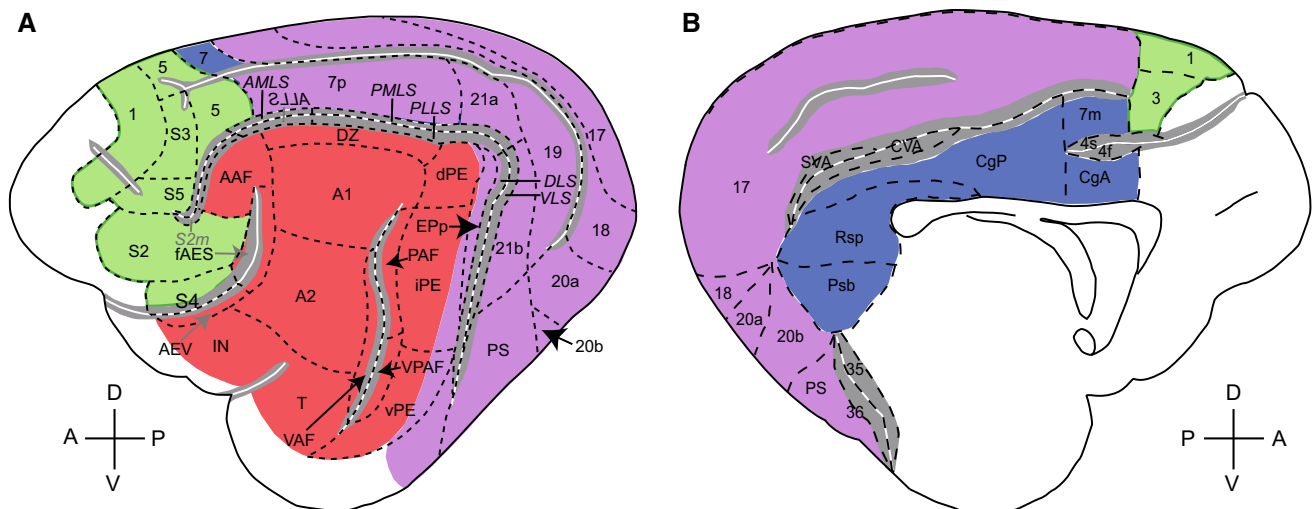 A
B
5
7
AMLS
ALLS
7p
PMLS
PLLS
21a
17
1
S3
5
DZ
19
DLS
VLS
S5
AAF
A1
dPE
EPp
18
S2m
fAES
S2
PAF
21b
iPE
20a
S4
A2
AEV
IN
PS
20b
VPAF
T
vPE
VAF
D
A
P
V
1
3
7m
4s
4f
SVA
CVA
CgP
CgA
17
Rsp
Psb
18
20a
20b
PS
35
36
D
P
A
V